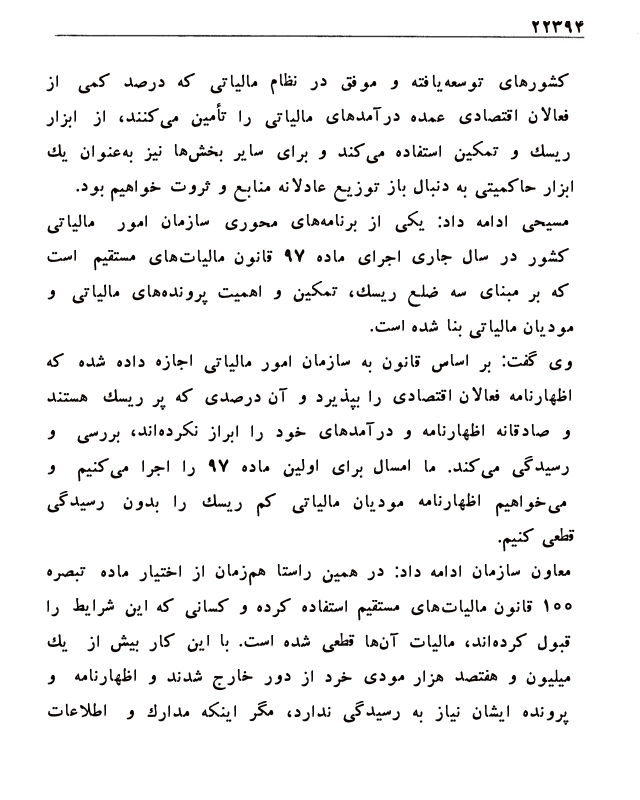 ۲۲۳۹۴
کشورهای توسعه‌یافته و موفق در نظام مالیاتی که درصد کمی از
فعالان اقتصادی عمده درآمدهای مالیاتی را تأمین می‌کنند، از ابزار
ریسك و تمکین استفاده می‌کند و برای سایر بخش‌ها نیز به‌عنوان یك
ابزار حاکمیتی به دنبال باز توزیع عادلانه منابع و ثروت خواهیم بود.
مسیحی ادامه داد: یکی از برنامه‌های محوری سازمان امور مالیاتی
کشور در سال جاری اجرای ماده ۹۷ قانون مالیات‌های مستقیم است
که بر مبنای سه ضلع ریسك، تمکین و اهمیت پرونده‌های مالیاتی و
مودیان مالیاتی بنا شده است.
وی گفت: بر اساس قانون به سازمان امور مالیاتی اجازه داده شده که
اظهارنامه فعالان اقتصادی را بپذیرد و آن درصدی که پر ریسك هستند
و صادقانه اظهارنامه و درآمدهای خود را ابراز نکرده‌اند، بررسی و
رسیدگی می‌کند. ما امسال برای اولین ماده ۹۷ را اجرا می‌کنیم و
می‌خواهیم اظهارنامه مودیان مالیاتی کم ریسك را بدون رسیدگی
قطعی کنیم.
معاون سازمان ادامه داد: در همین راستا هم‌زمان از اختیار ماده تبصره
۱۰۰ قانون مالیات‌های مستقیم استفاده کرده و کسانی که این شرایط را
قبول کرده‌اند، مالیات آن‌ها قطعی شده است. با این کار بیش از یك
میلیون و هفتصد هزار مودی خرد از دور خارج شدند و اظهارنامه و
پرونده ایشان نیاز به رسیدگی ندارد، مگر اینکه مدارك و اطلاعات